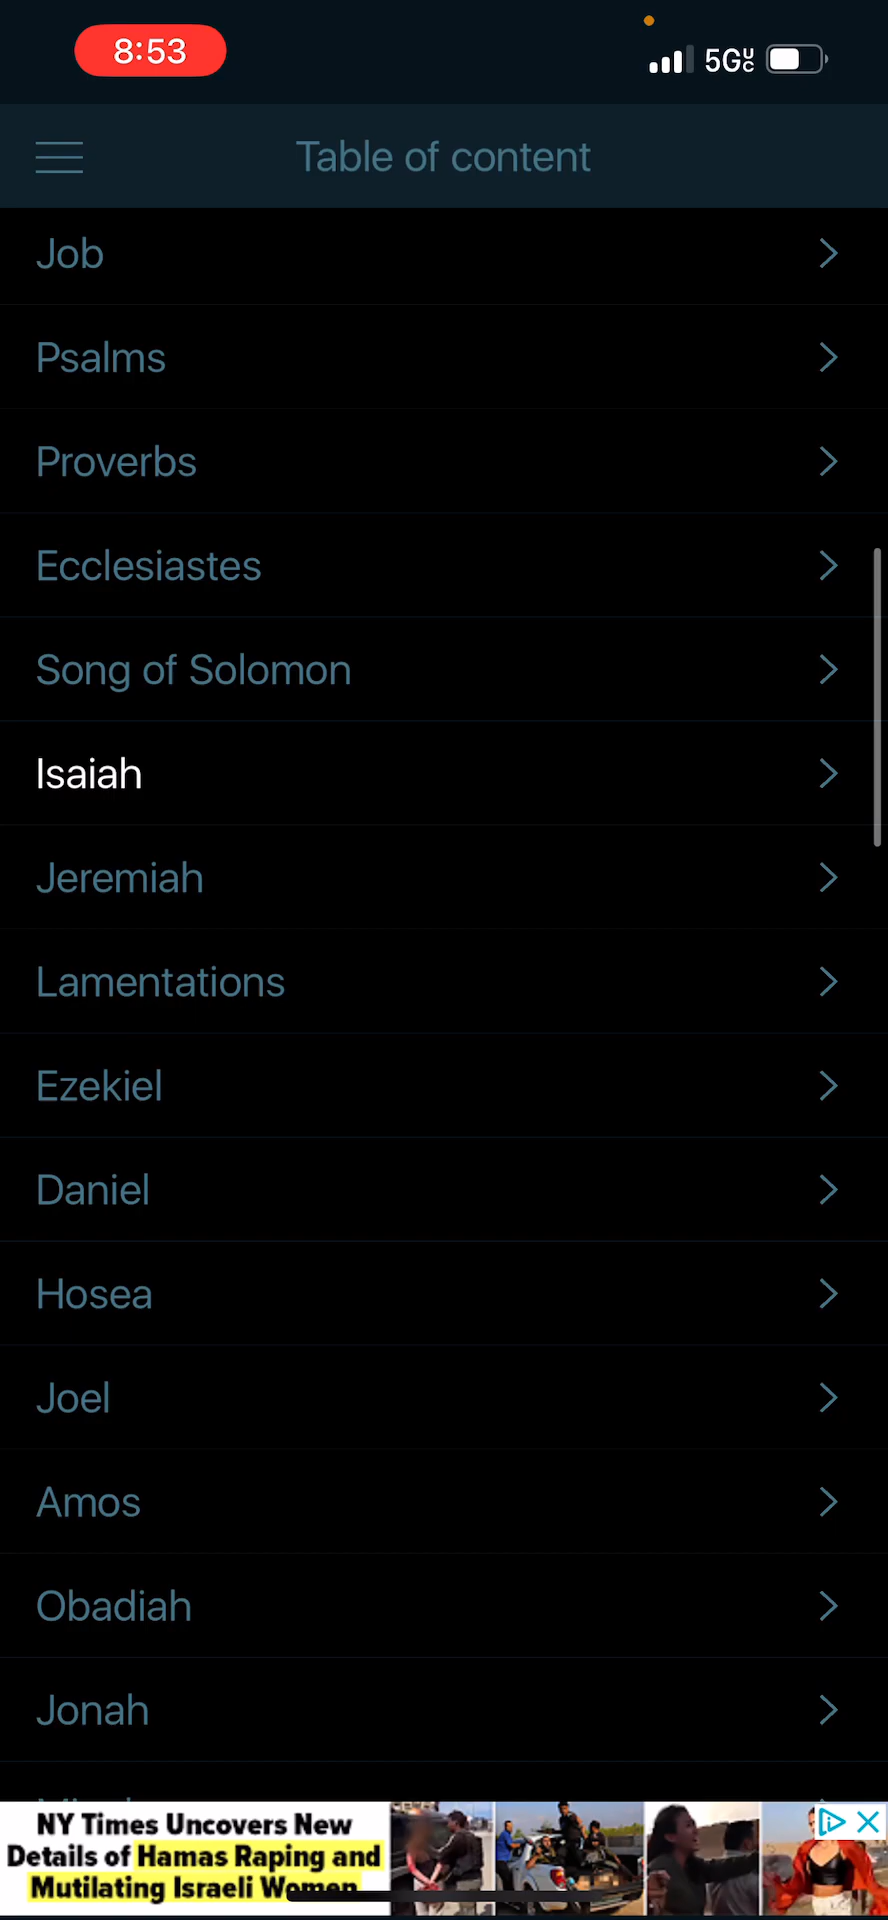 8:53
5G UC
Table of content
Job
Psalms
Proverbs
Ecclesiastes
Song of Solomon
Isaiah
Jeremiah
Lamentations
Ezekiel
Daniel
Hosea
Joel
Amos
Obadiah
Jonah
NY Times Uncovers New
Details of Hamas Raping and
Mutilating Israeli Women